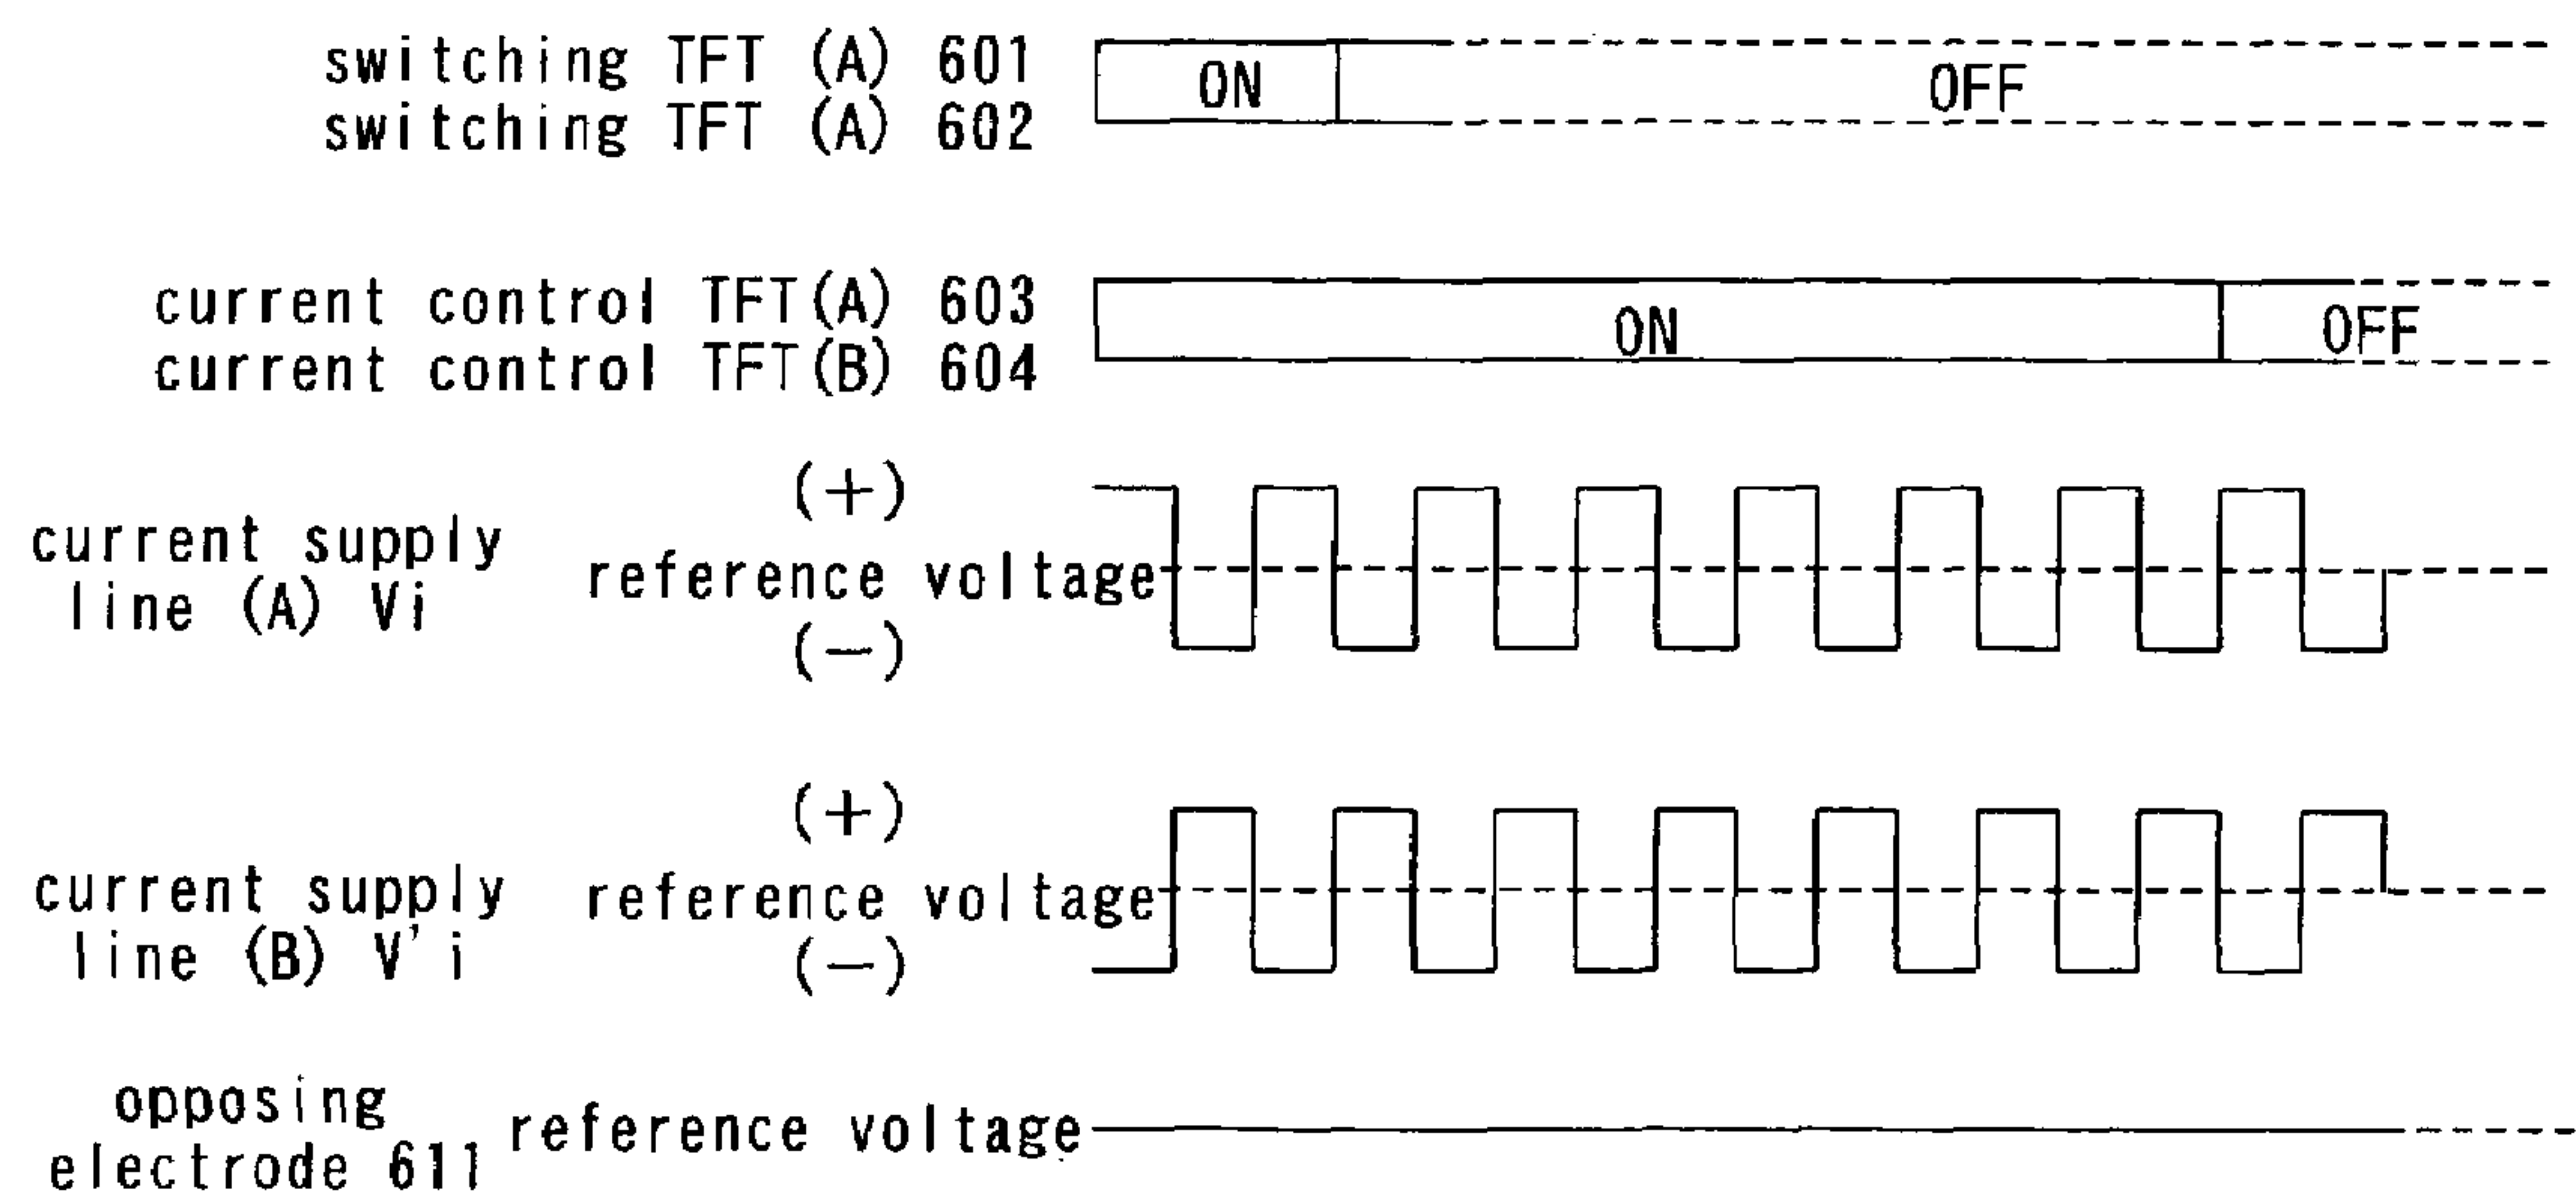 switching TFT (A) 601
switching TFT (A) 602
ON
OFF
current control TFT(A) 603
current control TFT(B) 604
ON
OFF
current supply
line (A) Vi
(+)
reference voltage
(−)
current supply
line (B) V'i
(+)
reference voltage
(−)
opposing
electrode 611
reference voltage